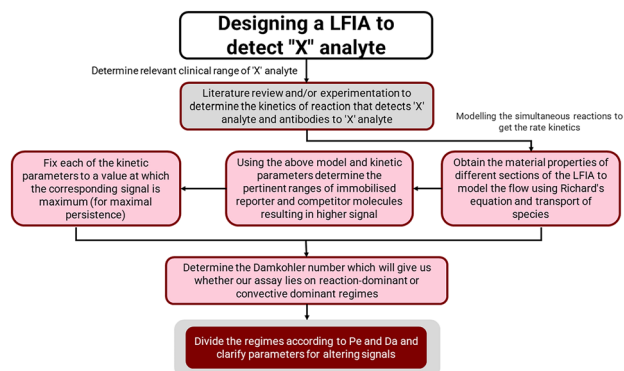 Designing a LFIA to
detect "X" analyte
Determine relevant clinical range of 'X' analyte
Literature review and/or experimentation to
determine the kinetics of reaction that detects 'X'
analyte and antibodies to 'X' analyte
Modelling the simultaneous reactions to
get the rate kinetics
Fix each of the kinetic
parameters to a value at which
the corresponding signal is
maximum (for maximal
persistence)
Using the above model and kinetic
parameters determine the
pertinent ranges of immobilised
reporter and competitor molecules
resulting in higher signal
Obtain the material properties of
different sections of the LFIA to
model the flow using Richard's
equation and transport of
species
Determine the Damkohler number which will give us
whether our assay lies on reaction-dominant or
convective dominant regimes
Divide the regimes according to Pe and Da and
clarify parameters for altering signals